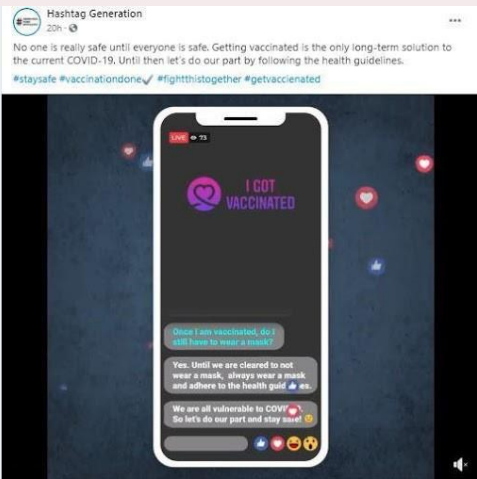 Hashtag Generation
20h ·
No one is really safe until everyone is safe. Getting vaccinated is the only long-term solution to
the current COVID-19. Until then let's do our part by following the health guidelines.
#staysafe #vaccinationdone✔ #fightthistogether #getvaccienated
LIVE 73
I GOT
VACCINATED
Once I am vaccinated, do I
still have to wear a mask?
Yes. Until we are cleared to not
wear a mask, always wear a mask
and adhere to the health
We are all vulnerable to
So let's do our part and stay safe!